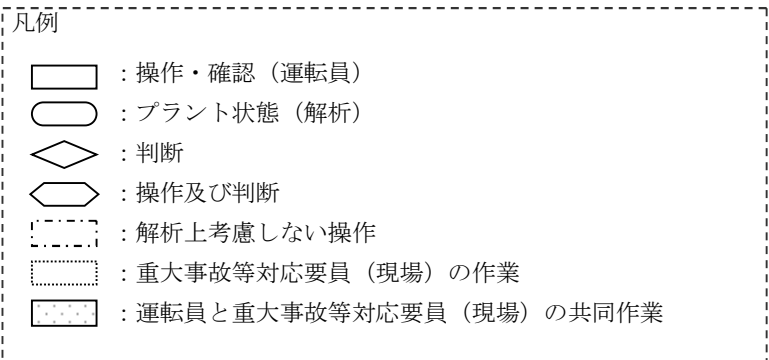 凡例
：操作・確認（運転員）
：プラント状態（解析）
：判断
：操作及び判断
：解析上考慮しない操作
：重大事故等対応要員（現場）の作業
：運転員と重大事故等対応要員（現場）の共同作業